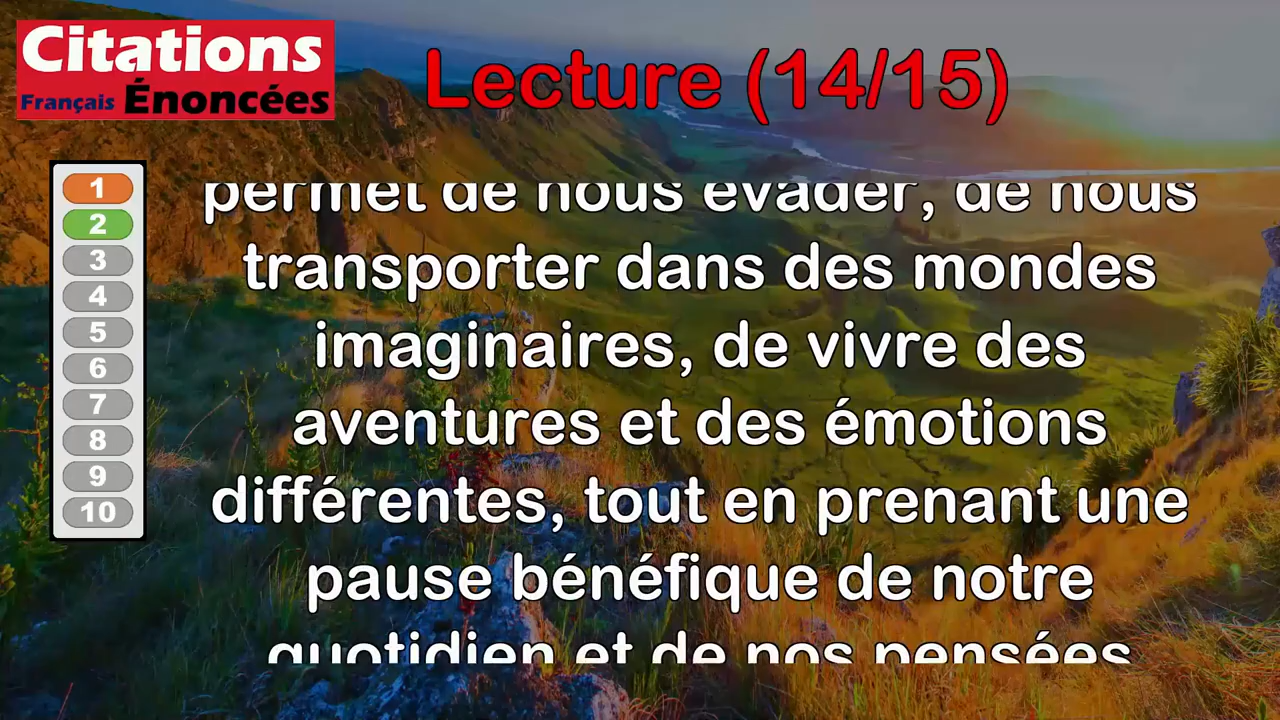 Citations
Français Énoncées
Lecture (14/15)
1
2
3
4
5
6
7
8
9
10
permet de nous évader, de nous
transporter dans des mondes
imaginaires, de vivre des
aventures et des émotions
différentes, tout en prenant une
pause bénéfique de notre
quotidien et de nos pensées